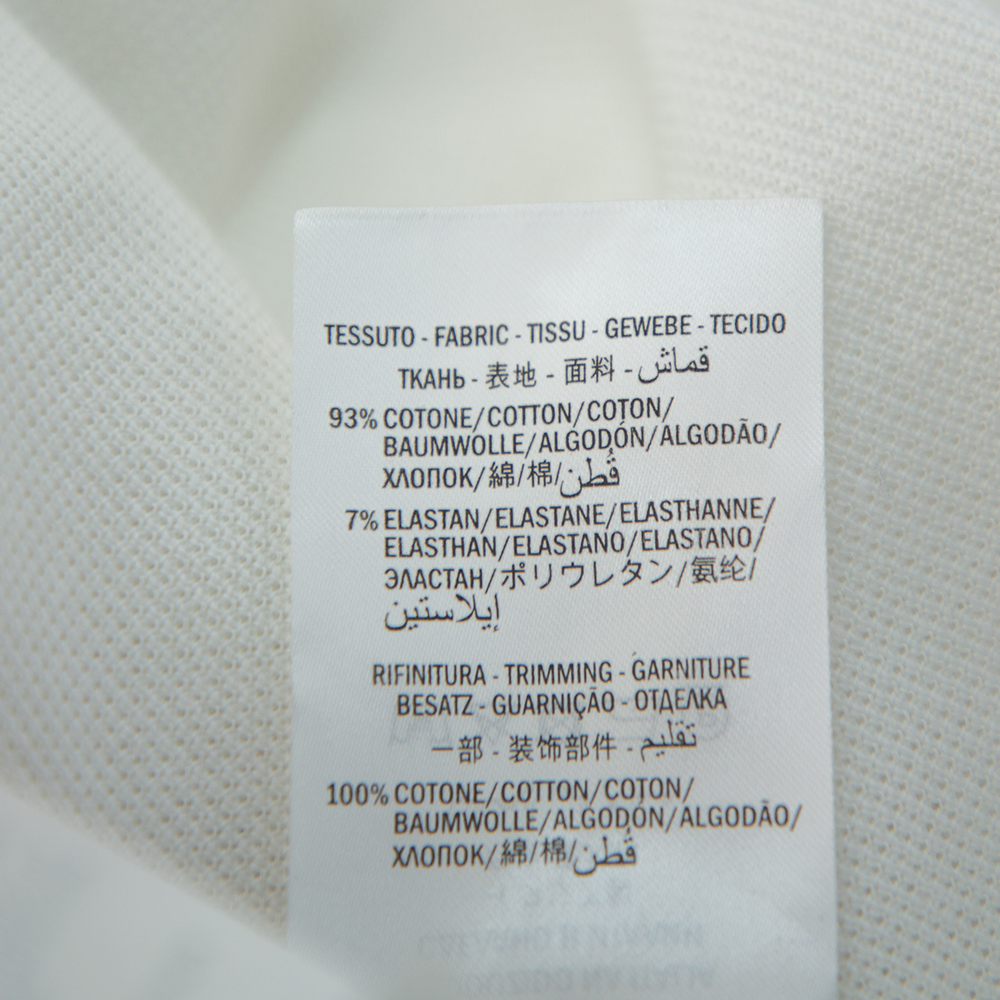 TESSUTO - FABRIC - TISSU - GEWEBE - TECIDO
ТКАНЬ - 表地 - 面料 - قماش
93% COTONE/COTTON/COTON/
BAUMWOLLE/ALGODÓN/ALGODÃO/
ХЛОПОК/綿/棉/قُطن
7% ELASTAN/ELASTANE/ELASTHANNE/
ELASTHAN/ELASTANO/ELASTANO/
ЭЛАСТАН/ポリウレタン/氨纶/
إيلاستين
RIFINITURA - TRIMMING - GARNITURE
BESATZ - GUARNIÇÃO - ОТДЕЛКА
一部 - 装饰部件 - تقليم
100% COTONE/COTTON/COTON/
BAUMWOLLE/ALGODÓN/ALGODÃO/
ХЛОПОК/綿/棉/قُطن